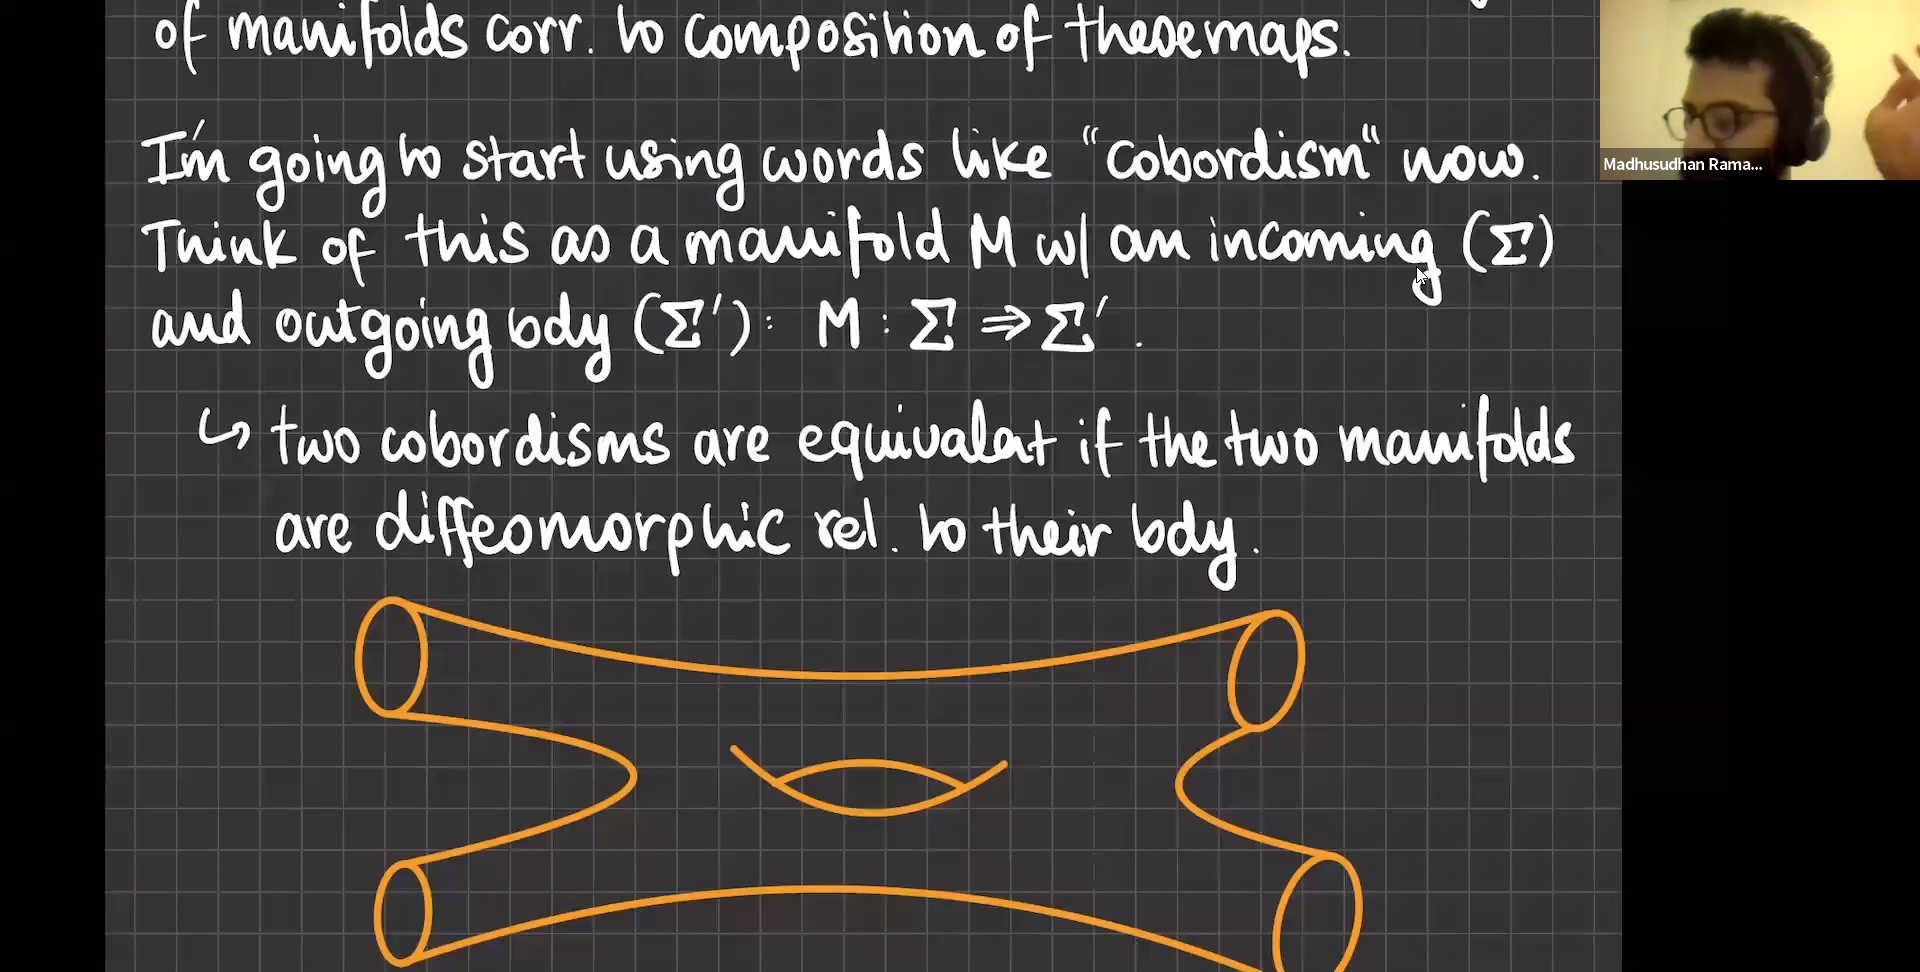 of manifolds corr. to composition of these maps.
I'm going to start using words like "cobordism" now.
Think of this as a manifold M w/ an incoming (Σ)
and outgoing bdy (Σ'): M : Σ ⇒ Σ' .
↳ two cobordisms are equivalent if the two manifolds
are diffeomorphic rel. to their bdy.
Madhusudhan Rama...